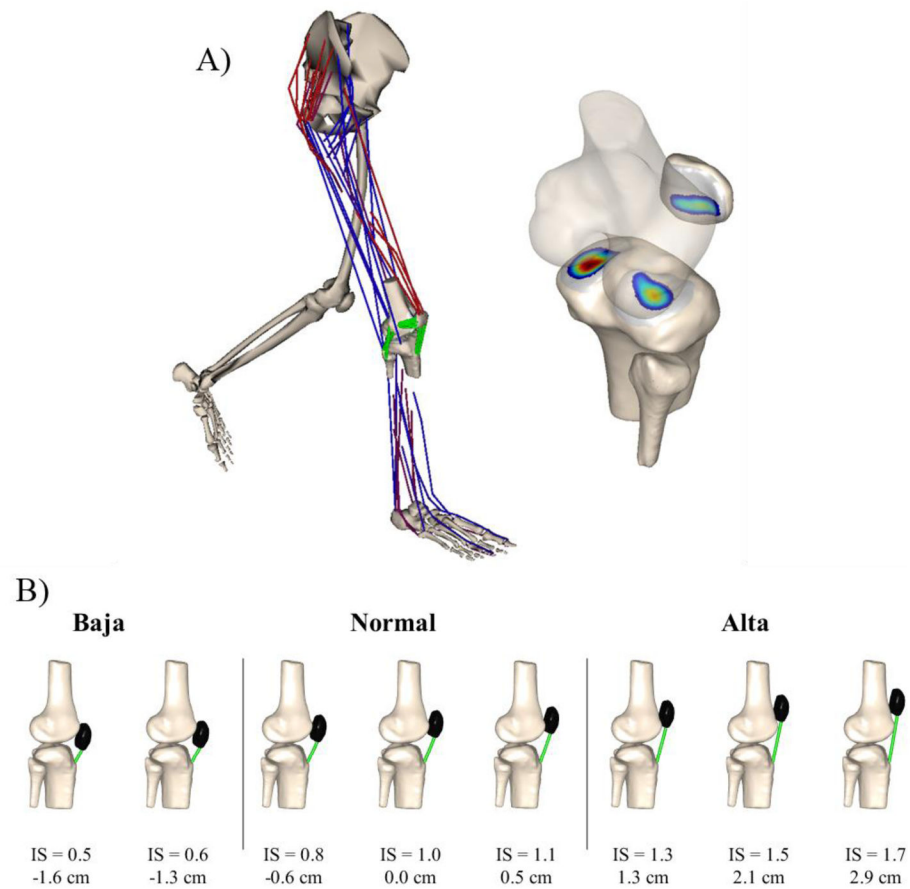 A)
B)
Baja Normal Alta
IS = 0.5 IS = 0.6 IS = 0.8 IS = 1.0 IS = 1.1 IS = 1.3 IS = 1.5 IS = 1.7
-1.6 cm -1.3 cm -0.6 cm 0.0 cm 0.5 cm 1.3 cm 2.1 cm 2.9 cm